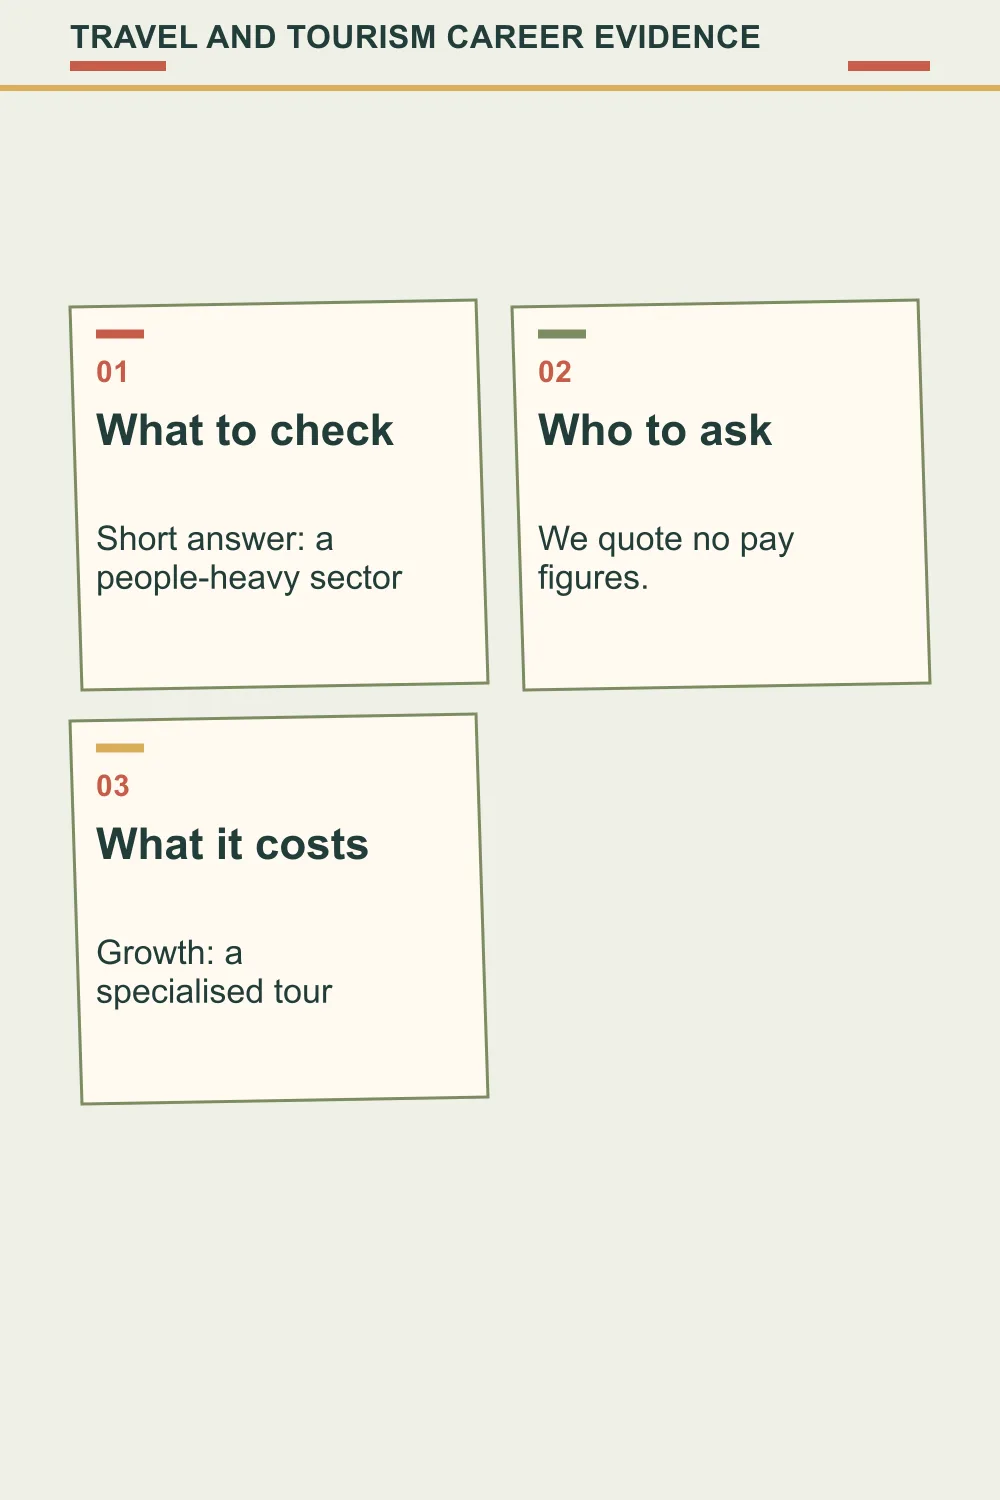 TRAVEL AND TOURISM CAREER EVIDENCE
01
What to check
Short answer: a
people-heavy sector
02
Who to ask
We quote no pay
figures.
03
What it costs
Growth: a
specialised tour